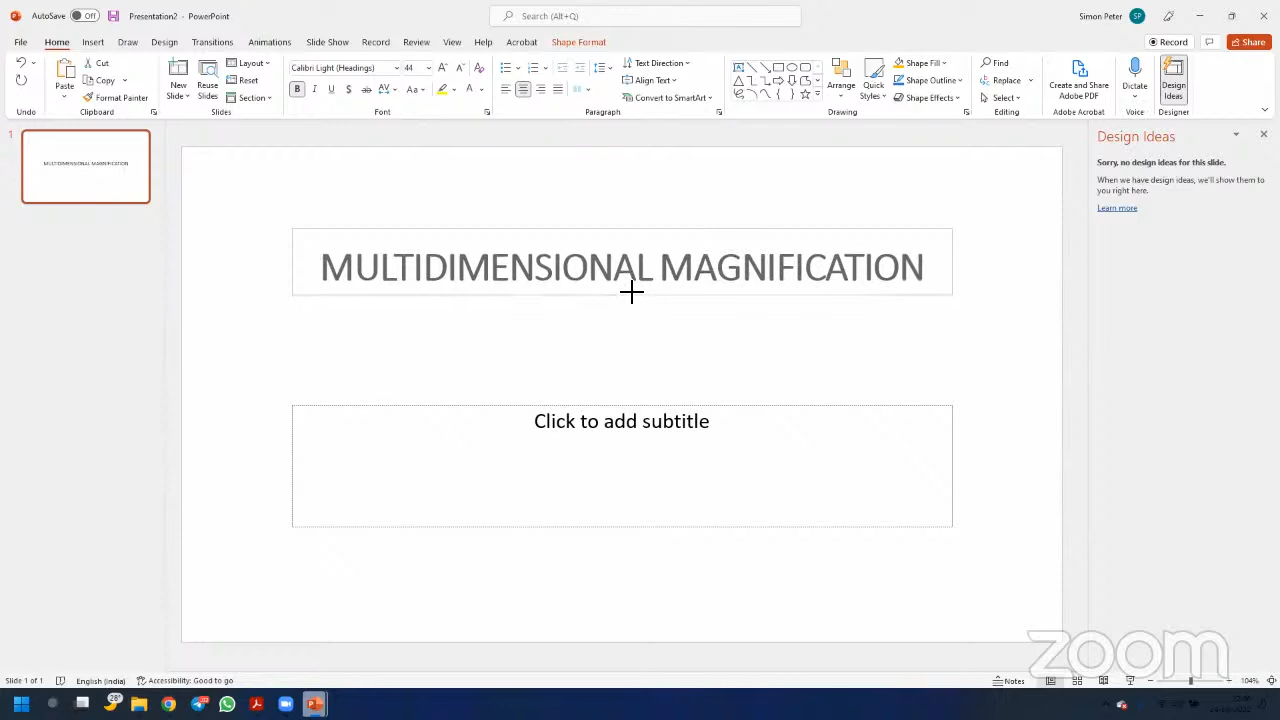 AutoSave Off Presentation2 - PowerPoint Search (Alt+Q) Simon Peter SP
File Home Insert Draw Design Transitions Animations Slide Show Record Review View Help Acrobat Shape Format Record Share
Paste Cut Copy Format Painter
New Slides Reuse Slides Layout Reset Section
Calibri Light (Headings) 44
B I U S ab AV Aa A
Text Direction Align Text Convert to SmartArt
Arrange Quick Styles Shape Fill Shape Outline Shape Effects
Find Replace Select
Create and Share Adobe PDF Dictate Design Ideas
Undo Clipboard Slides Font Paragraph Drawing Editing Adobe Acrobat Voice Designer
1
MULTIDIMENSIONAL MAGNIFICATION
MULTIDIMENSIONAL MAGNIFICATION
Click to add subtitle
Design Ideas
Sorry, no design ideas for this slide.
When we have design ideas, we'll show them to
you right here.
Learn more
zoom
Slide 1 of 1 English (India) Accessibility: Good to go Notes 104%
28°